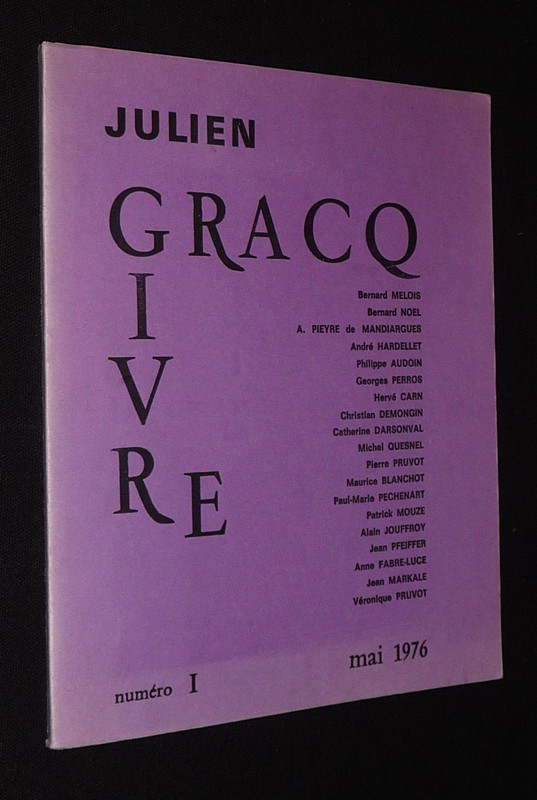 JULIEN
GRACQ
I
V
R E
Bernard MELOIS
Bernard NOEL
A. PIEYRE de MANDIARGUES
André HARDELLET
Philippe AUDOIN
Georges PERROS
Hervé CARN
Christian DEMONGIN
Catherine DARSONVAL
Michel QUESNEL
Pierre PRUVOT
Maurice BLANCHOT
Paul-Marie PECHENART
Patrick MOUZE
Alain JOUFFROY
Jean PFEIFFER
Anne FABRE-LUCE
Jean MARKALE
Véronique PRUVOT
numéro I
mai 1976